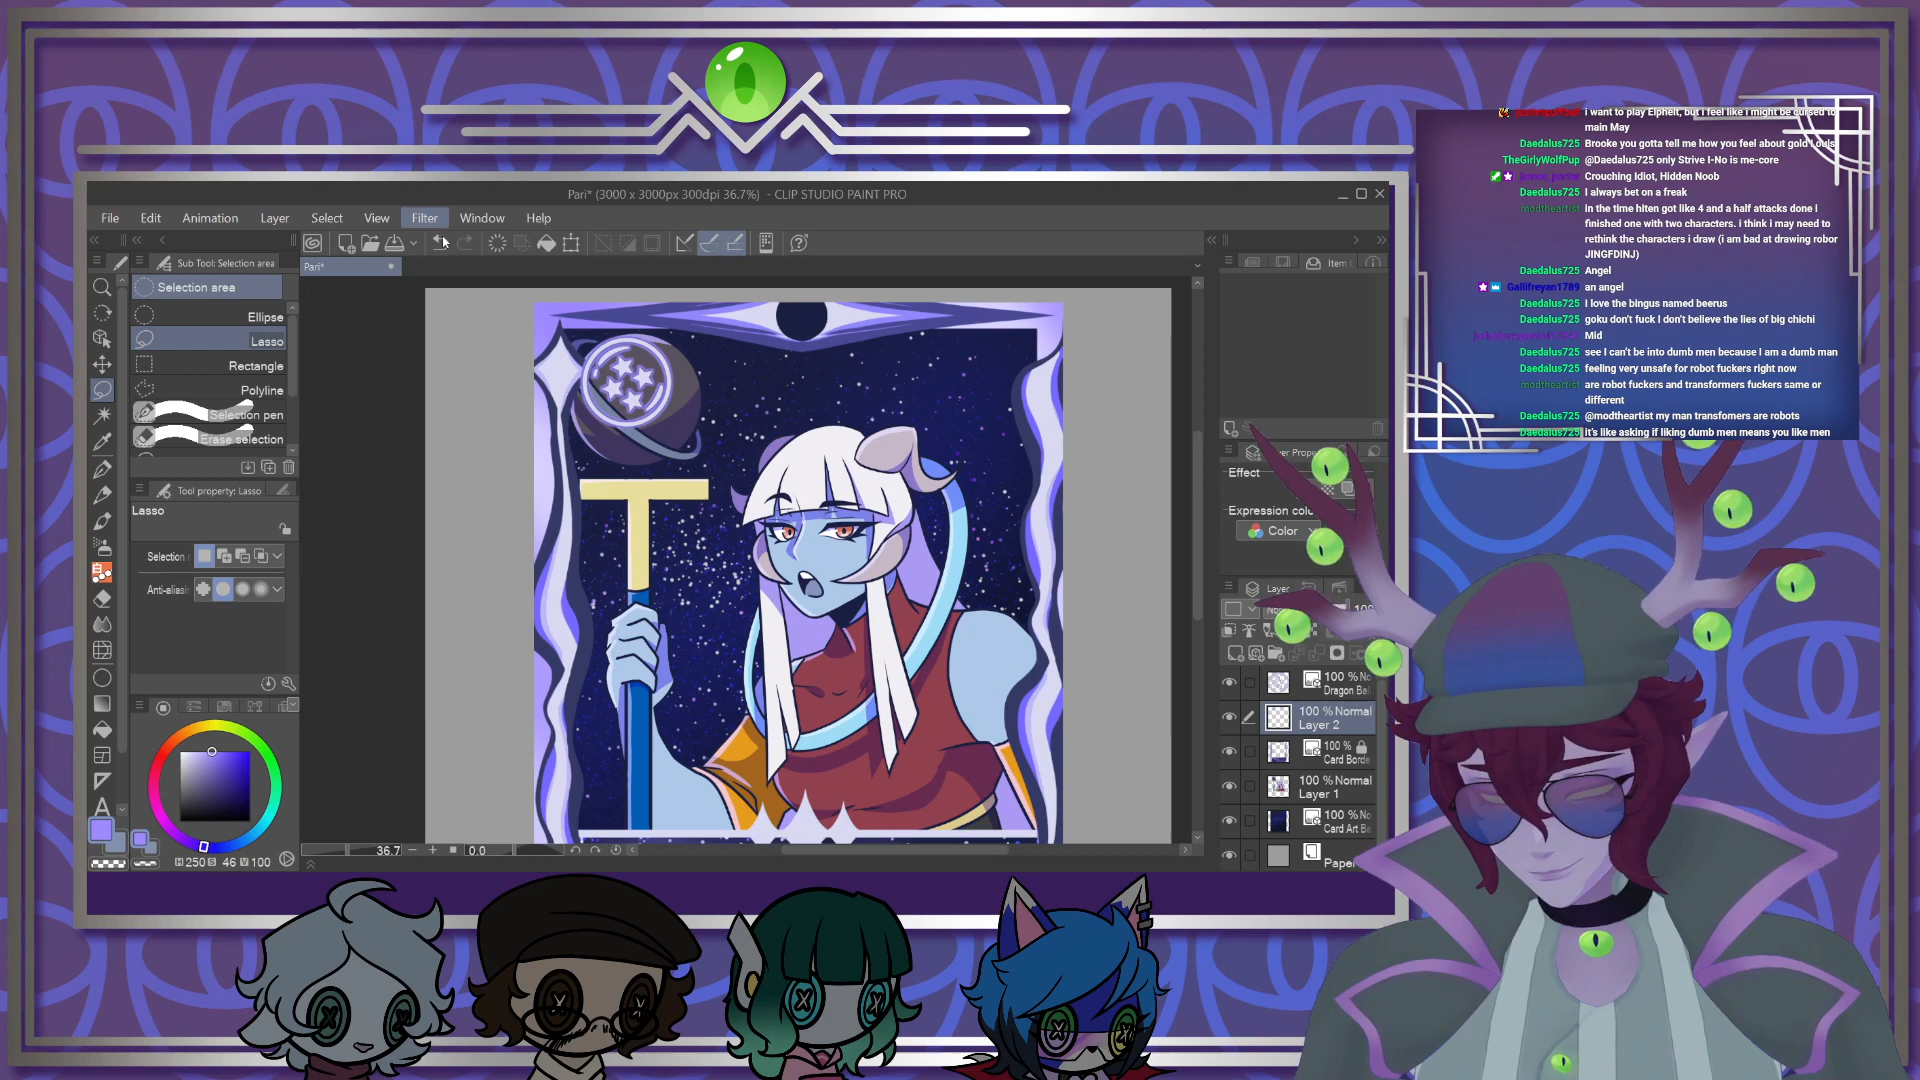 Pari* (3000 x 3000px 300dpi 36.7%) - CLIP STUDIO PAINT PRO
File Edit Animation Layer Select View Filter Window Help
Sub Tool: Selection area
Pari*
Selection area
Ellipse
Lasso
Rectangle
Polyline
Selection pen
Erase selection
Tool property: Lasso
Lasso
Selection
Anti-aliasi
H 250 S 46 V 100
36.7
0.0
Item
Effect
Expression colo
Color
Layer
100 % No
Dragon Bal
100 % Normal
Layer 2
100 %
Card Borde
100 % Normal
Layer 1
100 % No
Card Art Ba
Paper
i want to play Elphelt, but i feel like i might be cursed to
main May
Daedalus725 Brooke you gotta tell me how you feel about gold Louis
TheGirlyWolfPup @Daedalus725 only Strive I-No is me-core
Crouching Idiot, Hidden Noob
Daedalus725 I always bet on a freak
modtheartist in the time hiten got like 4 and a half attacks done i
finished one with two characters. i think i may need to
rethink the characters i draw (i am bad at drawing robor
JINGFDINJ)
Daedalus725 Angel
Gallifreyan1789 an angel
Daedalus725 I love the bingus named beerus
Daedalus725 goku don't fuck I don't believe the lies of big chichi
Mid
Daedalus725 see I can't be into dumb men because I am a dumb man
Daedalus725 feeling very unsafe for robot fuckers right now
modtheartist are robot fuckers and transformers fuckers same or
different
Daedalus725 @modtheartist my man transfomers are robots
Daedalus725 it's like asking if liking dumb men means you like men